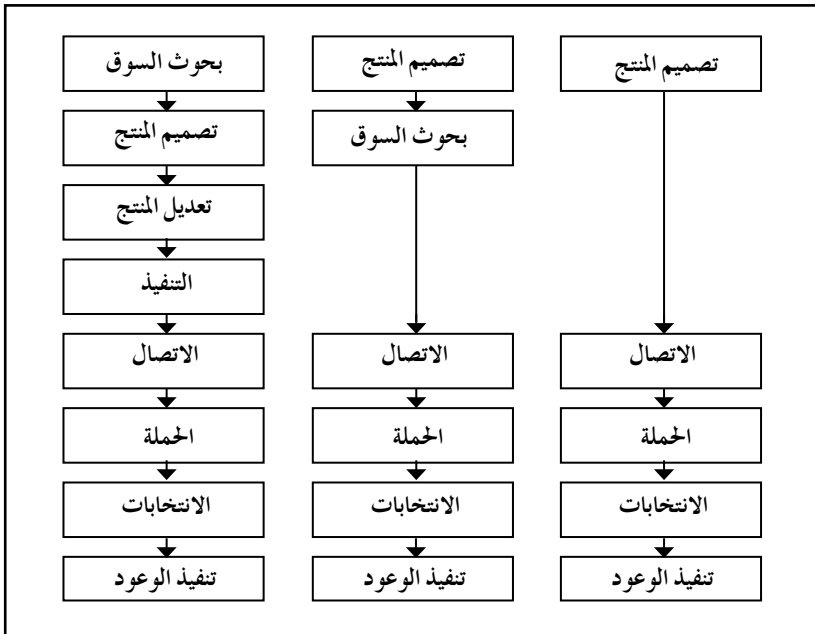 تصميم المنتج
الاتصال
الحملة
الانتخابات
تنفيذ الوعود
تصميم المنتج
بحوث السوق
الاتصال
الحملة
الانتخابات
تنفيذ الوعود
بحوث السوق
تصميم المنتج
تعديل المنتج
التنفيذ
الاتصال
الحملة
الانتخابات
تنفيذ الوعود